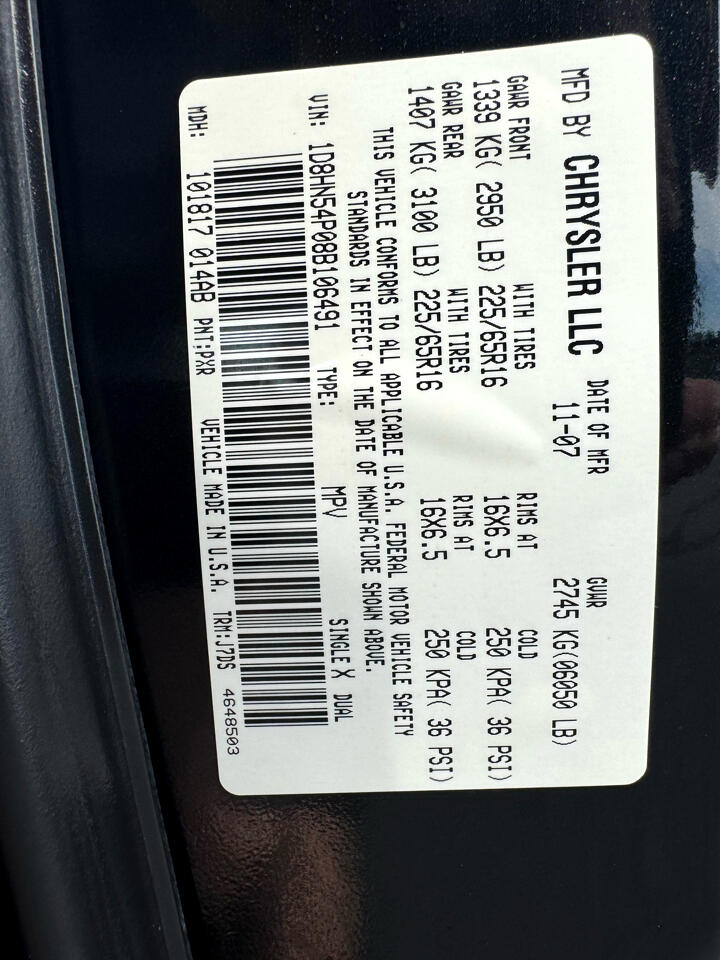 MFD BY CHRYSLER LLC DATE OF MFR 11-07 GVWR 2745 KG(06050 LB)
GAWR FRONT WITH TIRES RIMS AT COLD
1339 KG( 2950 LB) 225/65R16 16X6.5 250 KPA( 36 PSI)
GAWR REAR WITH TIRES RIMS AT COLD
1407 KG( 3100 LB) 225/65R16 16X6.5 250 KPA( 36 PSI)
THIS VEHICLE CONFORMS TO ALL APPLICABLE U.S.A. FEDERAL MOTOR VEHICLE SAFETY
STANDARDS IN EFFECT ON THE DATE OF MANUFACTURE SHOWN ABOVE.
VIN: 1D8HN54P08B106491 TYPE: MPV SINGLE X DUAL
MDH: 101817 014AB PNT:PXR VEHICLE MADE IN U.S.A. TRM:J7DS 4648503